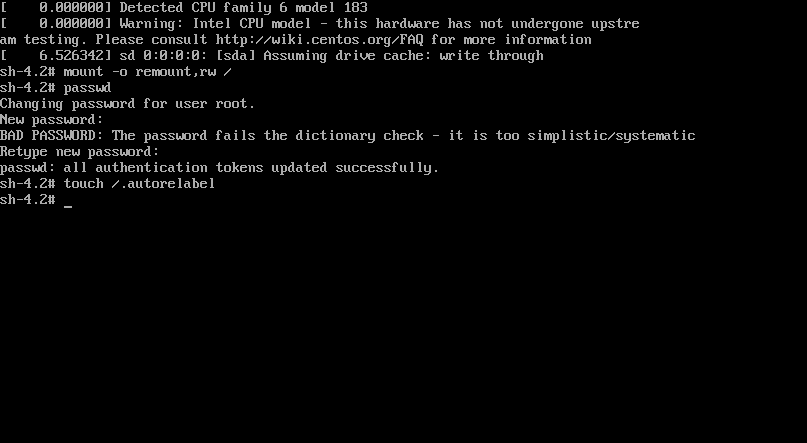 [    0.000000] Detected CPU family 6 model 183
[    0.000000] Warning: Intel CPU model - this hardware has not undergone upstre
am testing. Please consult http://wiki.centos.org/FAQ for more information
[    6.526342] sd 0:0:0:0: [sda] Assuming drive cache: write through
sh-4.2# mount -o remount,rw /
sh-4.2# passwd
Changing password for user root.
New password:
BAD PASSWORD: The password fails the dictionary check - it is too simplistic/systematic
Retype new password:
passwd: all authentication tokens updated successfully.
sh-4.2# touch /.autorelabel
sh-4.2# _